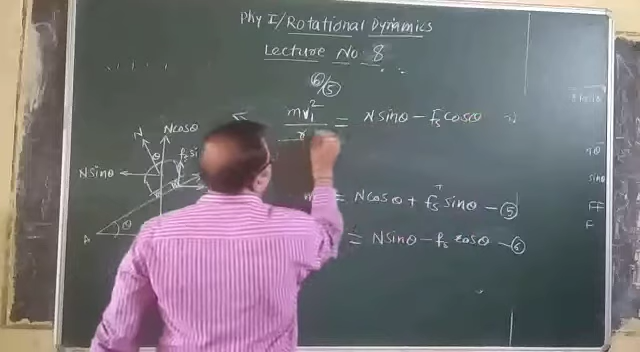 Phy I/Rotational Dynamics
Lecture No. 8
⑥/⑤
mv₁²/r = N sinθ - fₛ cosθ
N
N cosθ
N sinθ
θ
A
= N cosθ + fₛ sinθ - ⑤
= N sinθ - fₛ cosθ - ⑥
sinθ